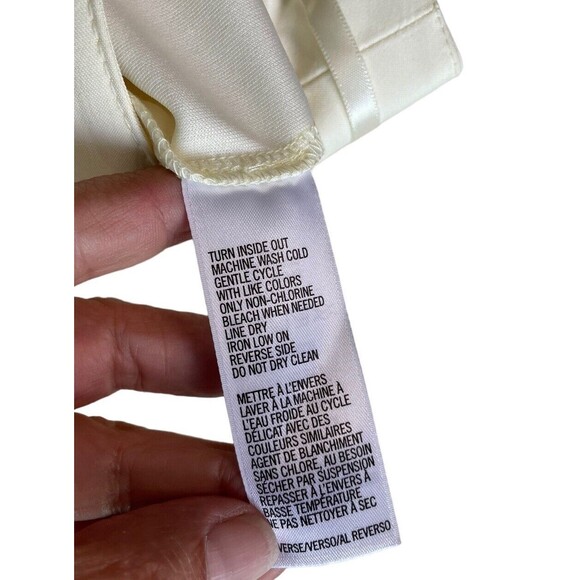 TURN INSIDE OUT
MACHINE WASH COLD
GENTLE CYCLE
WITH LIKE COLORS
ONLY NON-CHLORINE
BLEACH WHEN NEEDED
LINE DRY
IRON LOW ON
REVERSE SIDE
DO NOT DRY CLEAN
METTRE À L'ENVERS
LAVER À LA MACHINE À
L'EAU FROIDE AU CYCLE
DÉLICAT AVEC DES
COULEURS SIMILAIRES
AGENT DE BLANCHIMENT
SANS CHLORE, AU BESOIN
SÉCHER PAR SUSPENSION
REPASSER À L'ENVERS À
BASSE TEMPÉRATURE
NE PAS NETTOYER À SEC
VERSE/VERSO/AL REVERSO